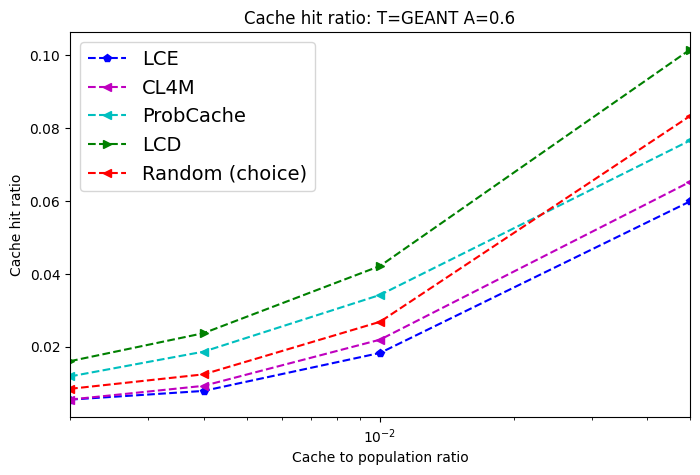 Cache hit ratio: T=GEANT A=0.6
LCE
CL4M
ProbCache
LCD
Random (choice)
0.10
0.08
0.06
0.04
0.02
Cache hit ratio
10⁻²
Cache to population ratio